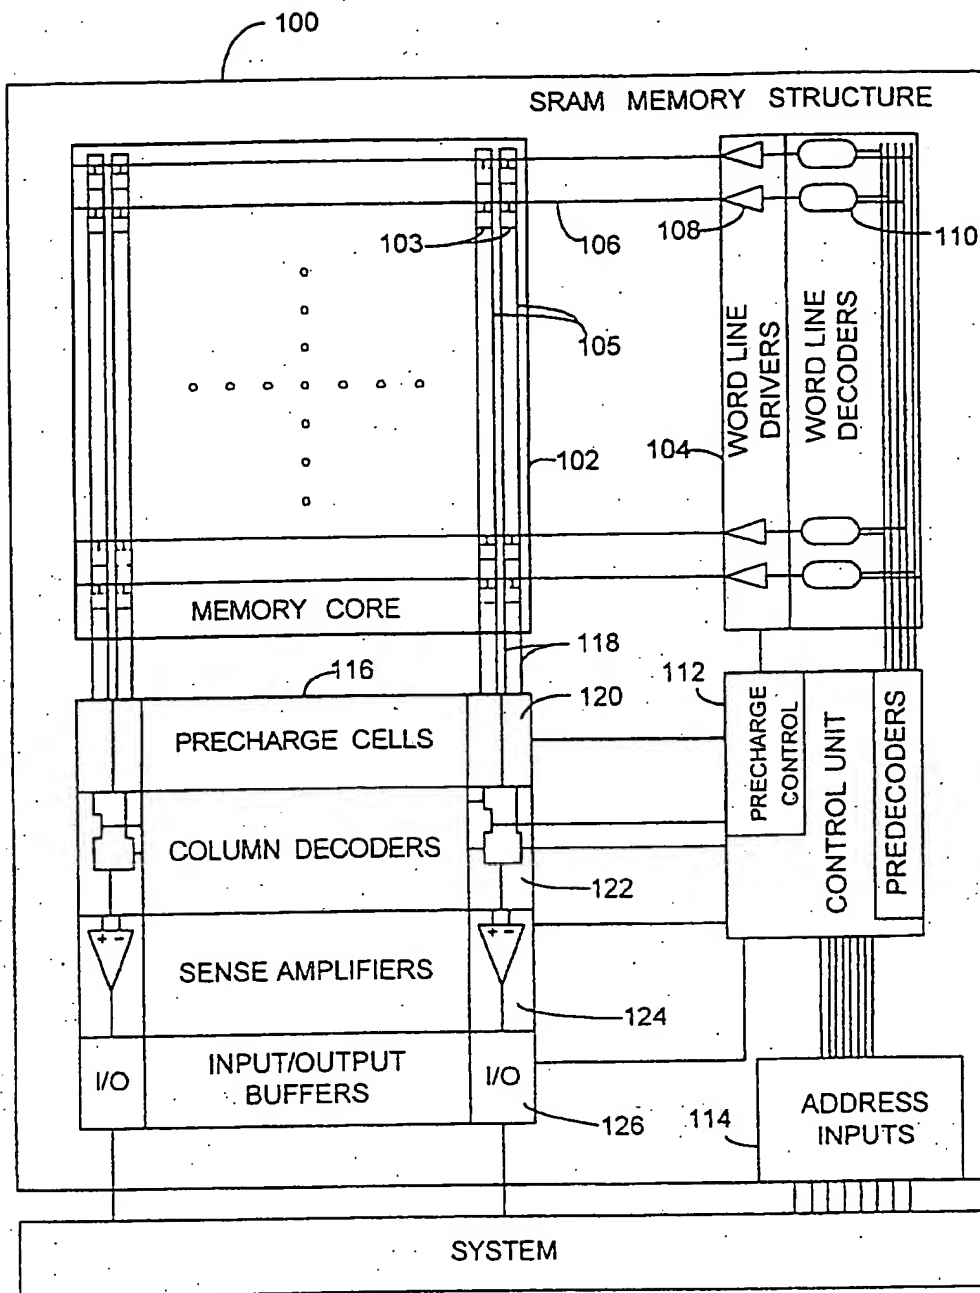 100
SRAM MEMORY STRUCTURE
103
106
108
110
105
WORD LINE
DRIVERS
WORD LINE
DECODERS
102
104
MEMORY CORE
118
116
120
112
PRECHARGE CELLS
PRECHARGE
CONTROL
CONTROL UNIT
PREDECODERS
COLUMN DECODERS
122
+ -
+ -
SENSE AMPLIFIERS
124
I/O
INPUT/OUTPUT
BUFFERS
I/O
126
114
ADDRESS
INPUTS
SYSTEM